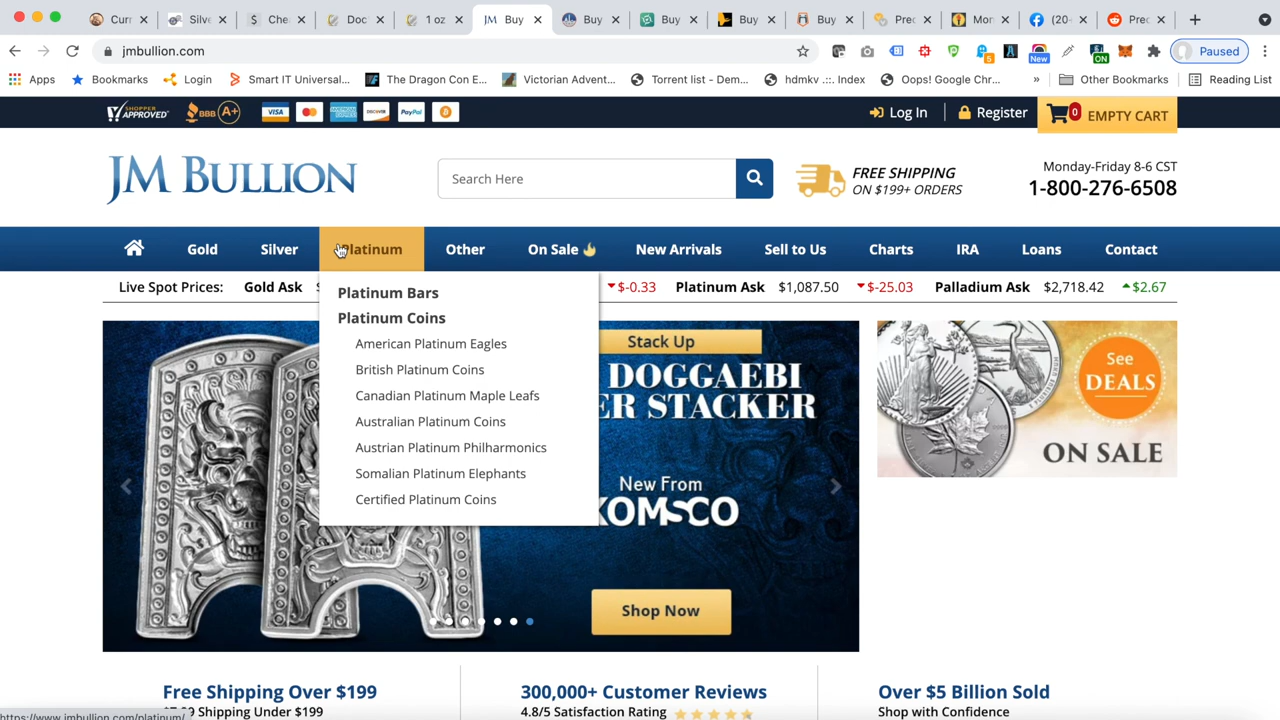 Curr
Silve
Che
Doc
1 oz
JM Buy
Buy
Buy
Buy
Buy
Prec
Mon
(20+
Prec
jmbullion.com
Paused
Apps
Bookmarks
Login
Smart IT Universal...
The Dragon Con E...
Victorian Advent...
Torrent list - Dem...
hdmkv .::. Index
Oops! Google Chr...
»
Other Bookmarks
Reading List
New
5
ON
SHOPPER APPROVED
BBB A+
VISA
MasterCard
AMERICAN EXPRESS
DISCOVER
PayPal
Log In
Register
0
EMPTY CART
JM BULLION
Search Here
FREE SHIPPING
ON $199+ ORDERS
Monday-Friday 8-6 CST
1-800-276-6508
Gold
Silver
Platinum
Other
On Sale
New Arrivals
Sell to Us
Charts
IRA
Loans
Contact
Live Spot Prices:
Gold Ask
$-0.33
Platinum Ask
$1,087.50
$-25.03
Palladium Ask
$2,718.42
$2.67
Platinum Bars
Platinum Coins
American Platinum Eagles
British Platinum Coins
Canadian Platinum Maple Leafs
Australian Platinum Coins
Austrian Platinum Philharmonics
Somalian Platinum Elephants
Certified Platinum Coins
Stack Up
DOGGAEBI
ER STACKER
New From
KOMSCO
Shop Now
See
DEALS
ON SALE
Free Shipping Over $199
Shipping Under $199
300,000+ Customer Reviews
4.8/5 Satisfaction Rating
Over $5 Billion Sold
Shop with Confidence
https://www.jmbullion.com/platinum/